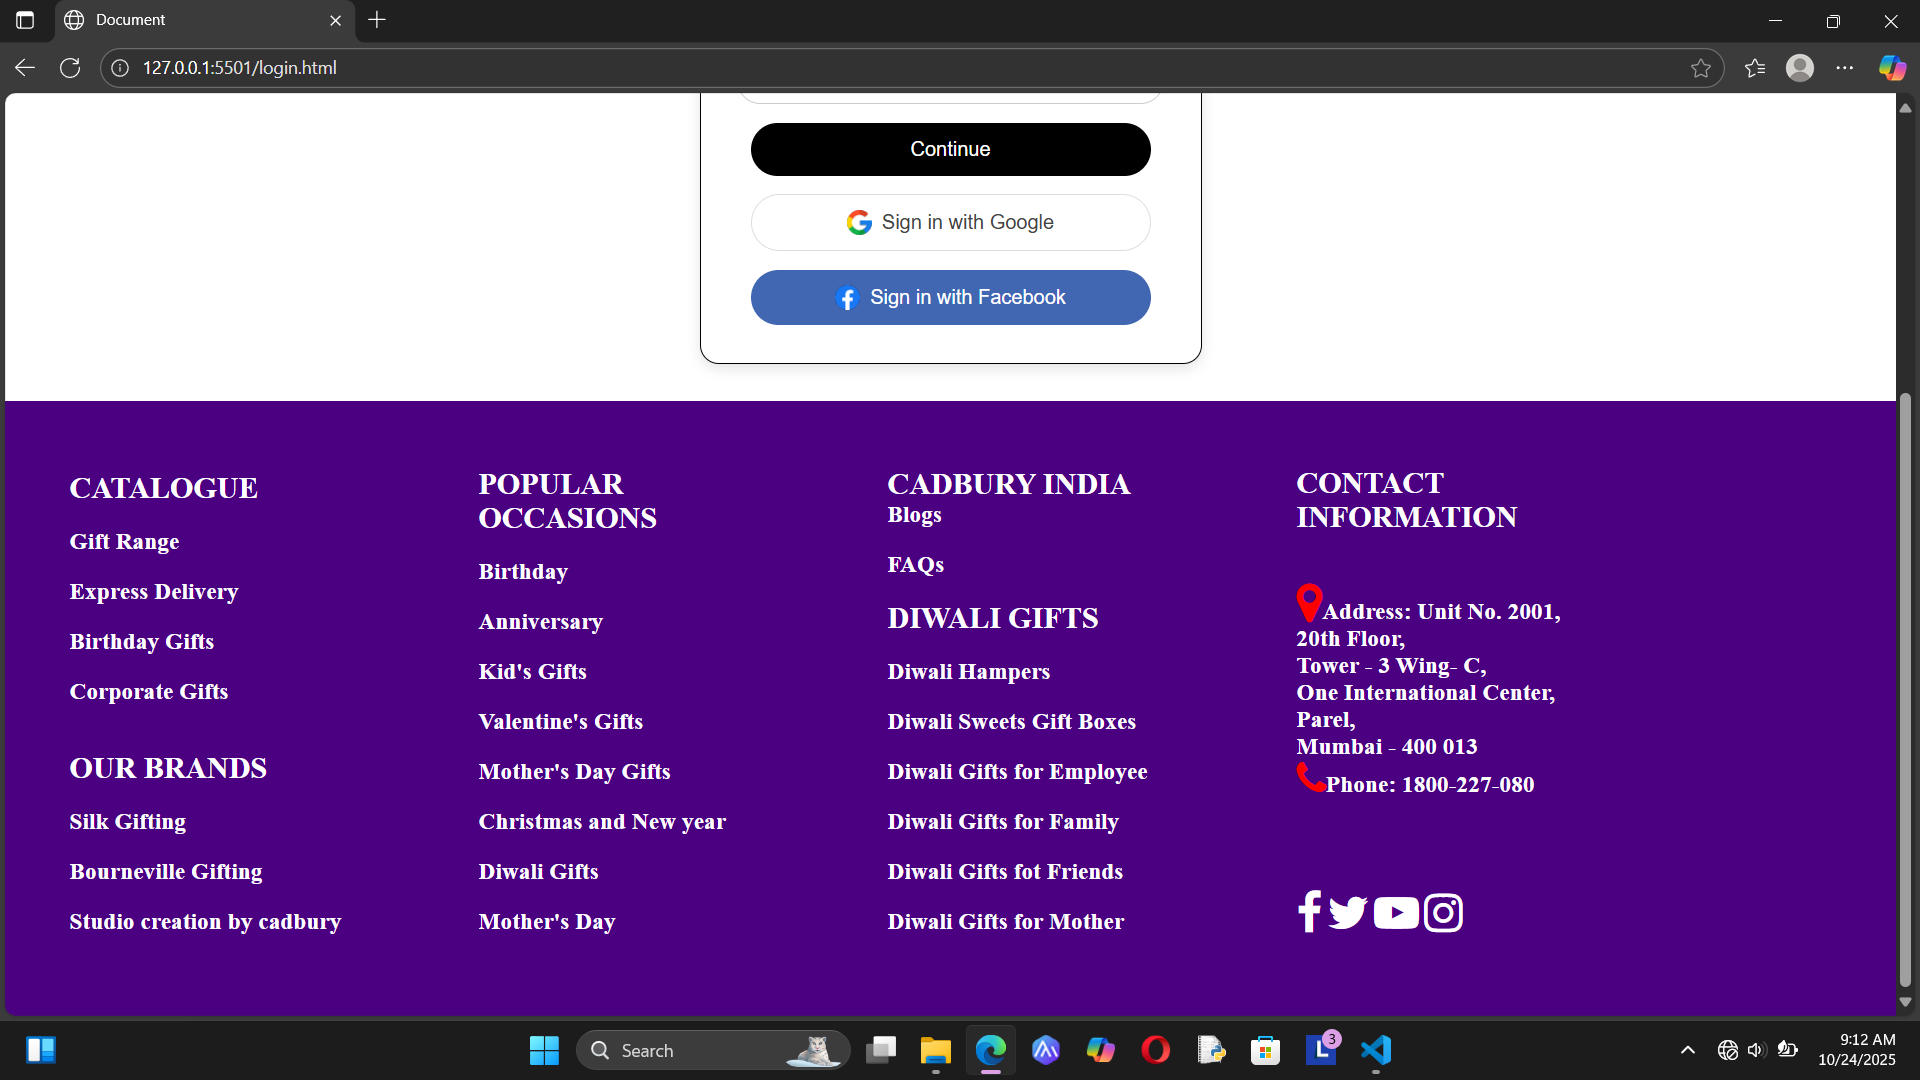 Document
127.0.0.1:5501/login.html
Continue
Sign in with Google
Sign in with Facebook
CATALOGUE
Gift Range
Express Delivery
Birthday Gifts
Corporate Gifts
OUR BRANDS
Silk Gifting
Bourneville Gifting
Studio creation by cadbury
POPULAR
OCCASIONS
Birthday
Anniversary
Kid's Gifts
Valentine's Gifts
Mother's Day Gifts
Christmas and New year
Diwali Gifts
Mother's Day
CADBURY INDIA
Blogs
FAQs
DIWALI GIFTS
Diwali Hampers
Diwali Sweets Gift Boxes
Diwali Gifts for Employee
Diwali Gifts for Family
Diwali Gifts fot Friends
Diwali Gifts for Mother
CONTACT
INFORMATION
Address: Unit No. 2001,
20th Floor,
Tower - 3 Wing- C,
One International Center,
Parel,
Mumbai - 400 013
Phone: 1800-227-080
Search
L
3
9:12 AM
10/24/2025